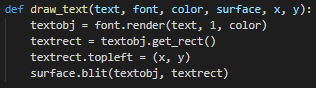 def draw_text(text, font, color, surface, x, y):
    textobj = font.render(text, 1, color)
    textrect = textobj.get_rect()
    textrect.topleft = (x, y)
    surface.blit(textobj, textrect)